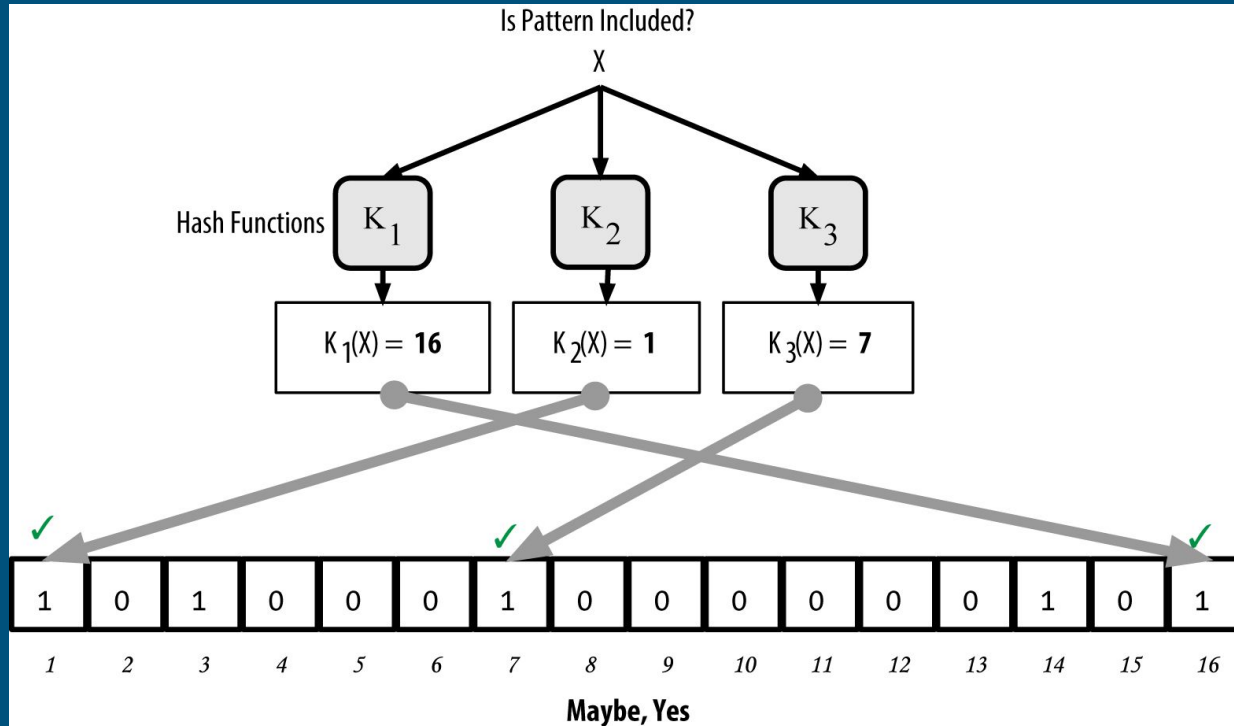 Is Pattern Included?
X
Hash Functions K1 K2 K3
K1(X) = 16 K2(X) = 1 K3(X) = 7
1 0 1 0 0 0 1 0 0 0 0 0 0 1 0 1
1 2 3 4 5 6 7 8 9 10 11 12 13 14 15 16
Maybe, Yes